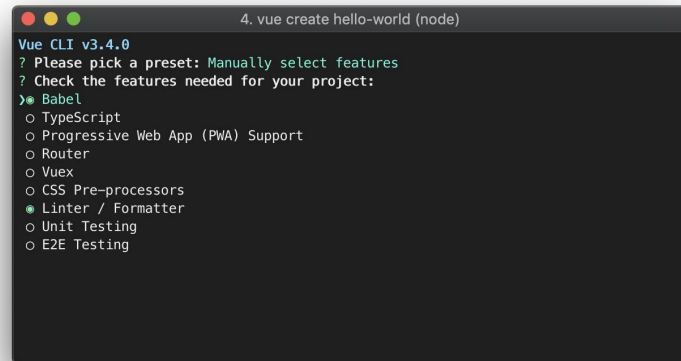 4. vue create hello-world (node)
Vue CLI v3.4.0
? Please pick a preset: Manually select features
? Check the features needed for your project:
❯◉ Babel
◯ TypeScript
◯ Progressive Web App (PWA) Support
◯ Router
◯ Vuex
◯ CSS Pre-processors
◉ Linter / Formatter
◯ Unit Testing
◯ E2E Testing